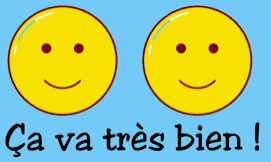 Ça va très bien !